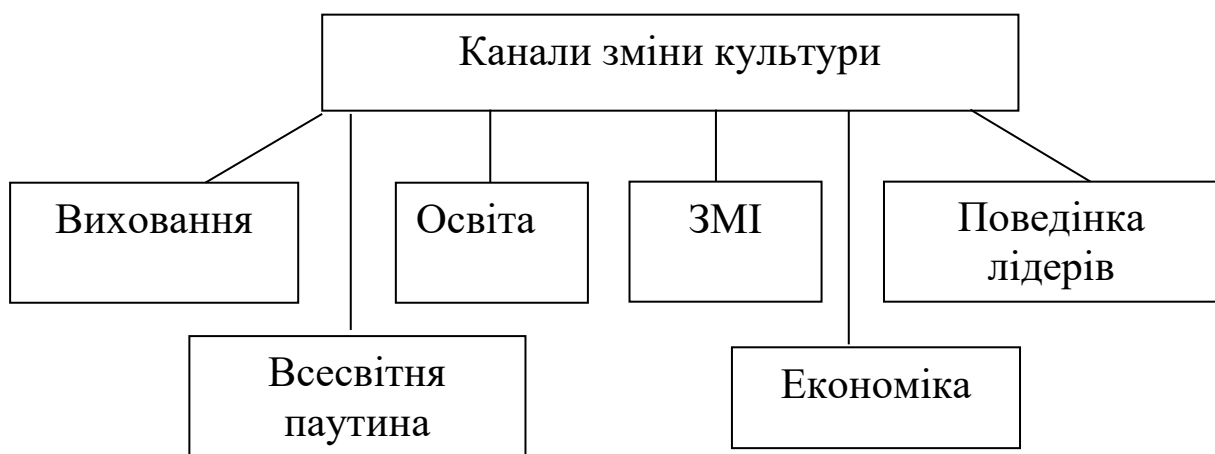 Канали зміни культури
Виховання
Освіта
ЗМІ
Поведінка
лідерів
Всесвітня
паутина
Економіка